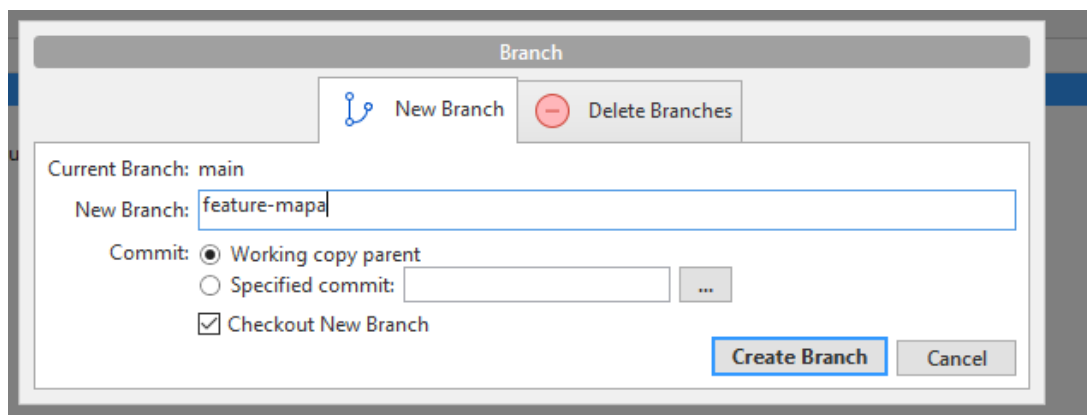 Branch
New Branch
Delete Branches
Current Branch: main
New Branch: feature-mapa
Commit: Working copy parent
Specified commit: ...
Checkout New Branch
Create Branch Cancel